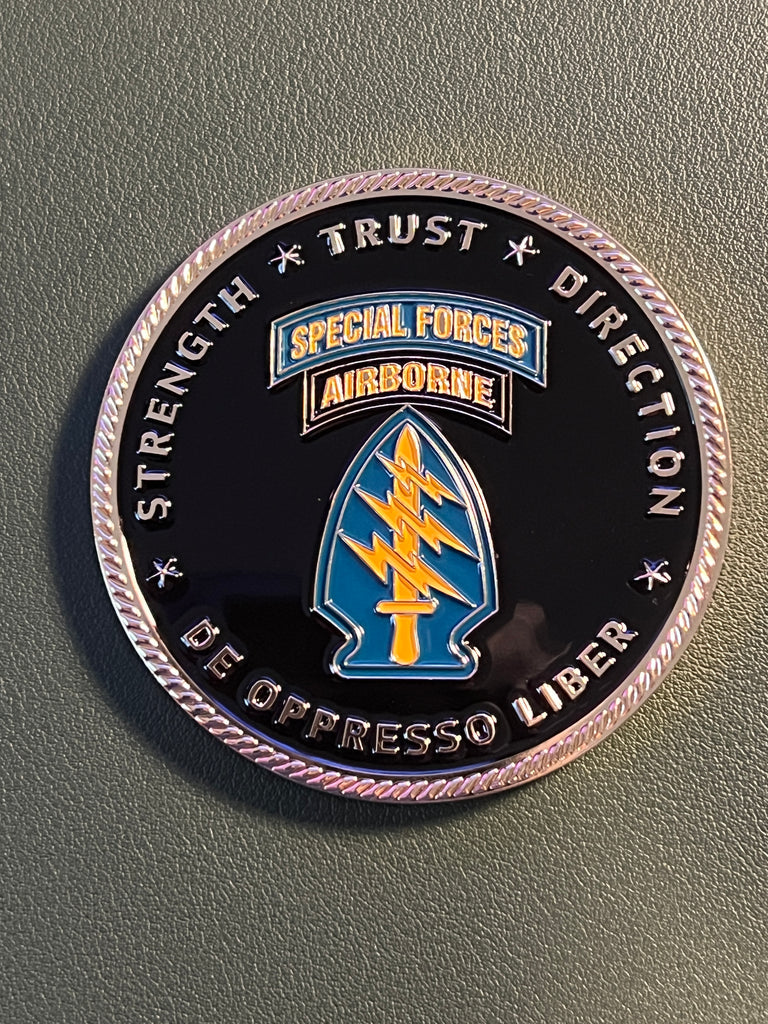 STRENGTH * TRUST * DIRECTION
SPECIAL FORCES
AIRBORNE
* DE OPPRESSO LIBER *